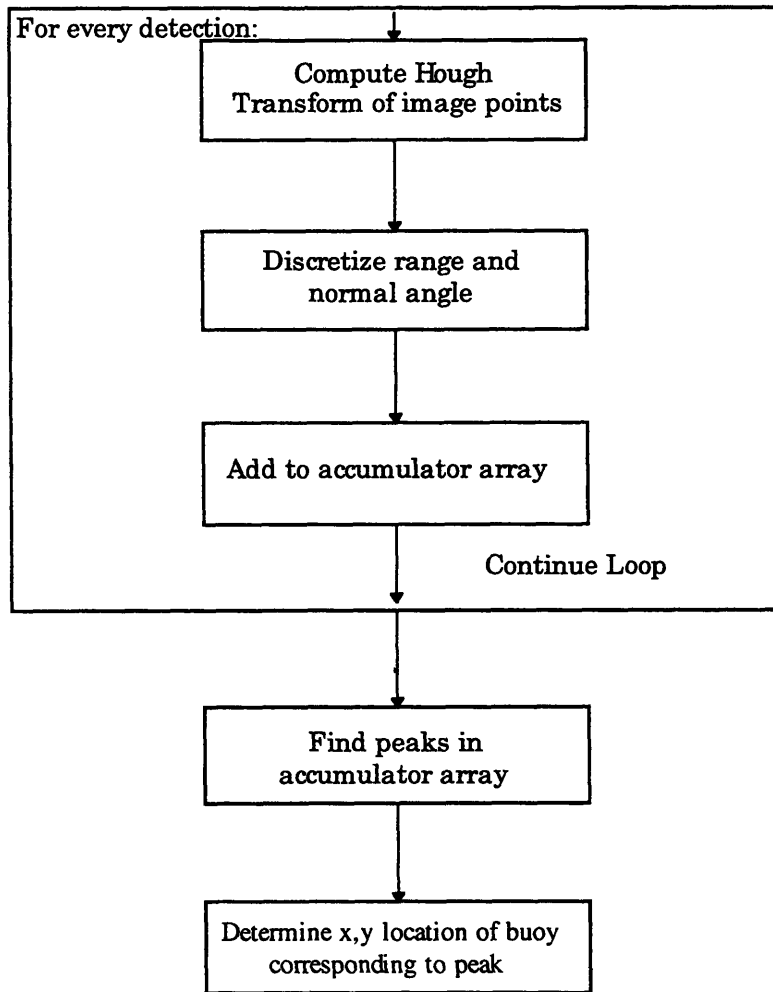 For every detection:
Compute Hough
Transform of image points
Discretize range and
normal angle
Add to accumulator array
Continue Loop
Find peaks in
accumulator array
Determine x,y location of buoy
corresponding to peak